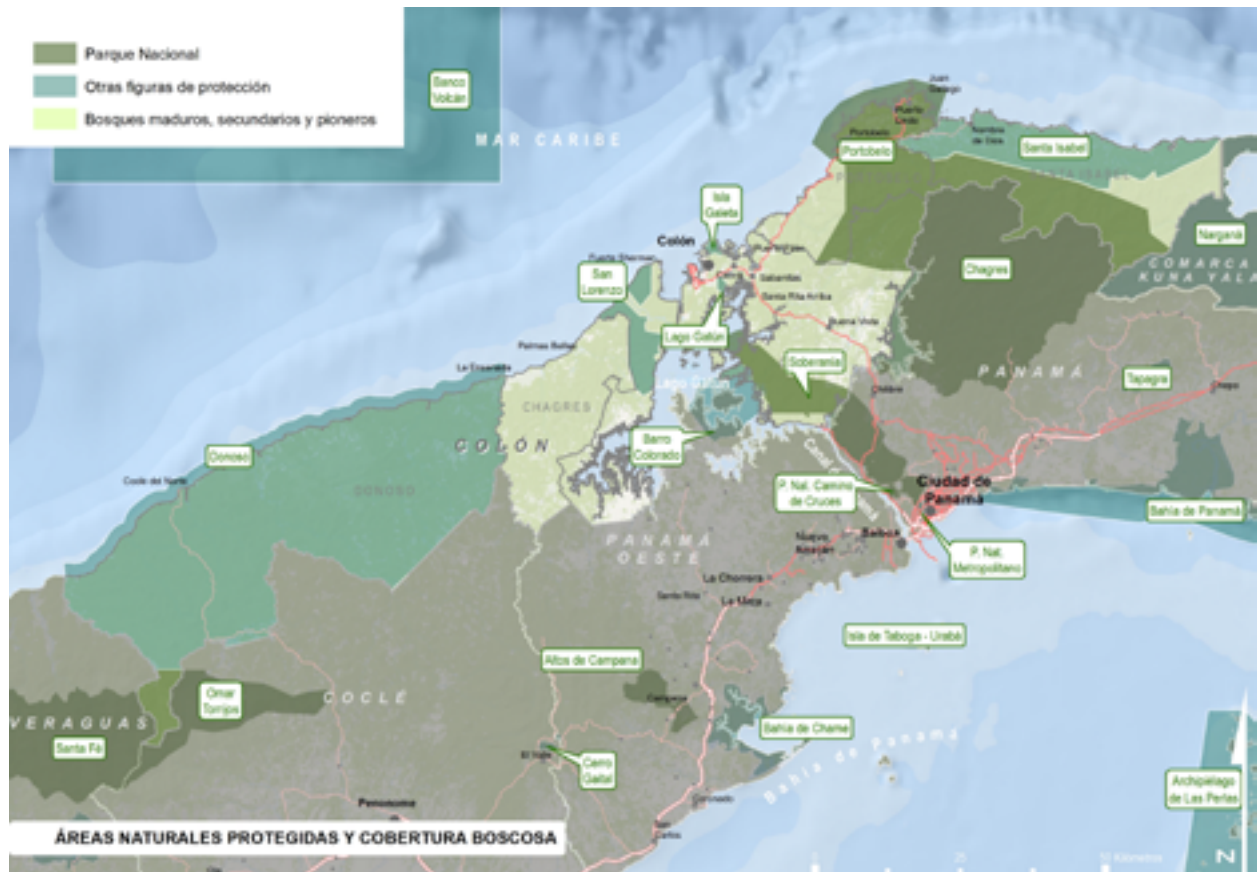 Parque Nacional
Otras figuras de protección
Bosques maduros, secundarios y pioneros
Banco
Volcán
MAR CARIBE
Juan
Puerto
Lindo
Portobelo
Nombre
de Dios
Portobelo
Santa Isabel
Isla
Galeta
Colón
Narganá
COMARCA
KUNA YALA
San
Lorenzo
Chagres
Sabanitas
Santa Rita Arriba
Buena Vista
Lago Gatún
Palmas Bellas
Soberanía
La Encantada
PANAMÁ
Tapagra
Chepo
Lago Gatún
Chilibre
CHAGRES
COLÓN
Barro
Colorado
Donoso
Coclé del Norte
DONOSO
P. Nal. Camino
de Cruces
Ciudad de
Panamá
Bahía de Panamá
PANAMÁ
OESTE
Nuevo
Balboa
P. Nat.
Metropolitano
La Chorrera
Santa Rita
Isla de Taboga - Urabá
Altos de Campana
Omar
Torrijos
COCLÉ
Campana
VERAGUAS
Santa Fé
Bahía de Chame
El Valle
Cerro
Gaital
Bahía de Panamá
Archipiélago
de Las Perlas
Coronado
Penonomé
San
Carlos
ÁREAS NATURALES PROTEGIDAS Y COBERTURA BOSCOSA
0 25 50 Kilómetros
N